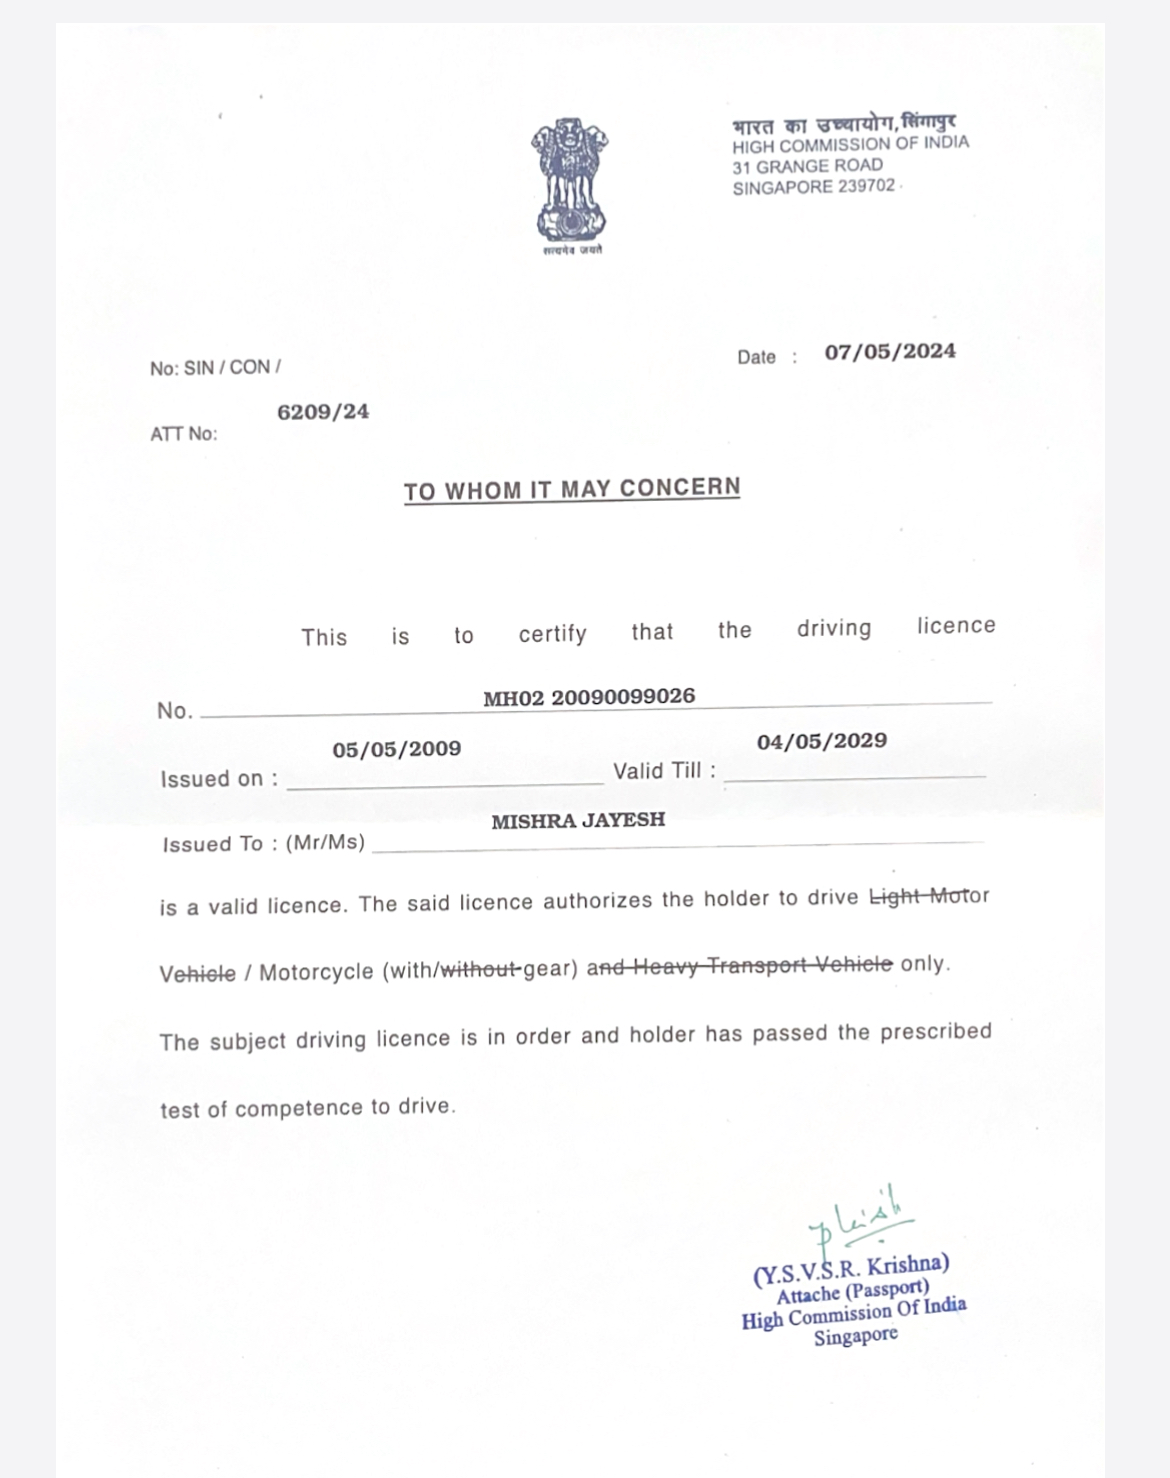 भारत का उच्चायोग, सिंगापुर
HIGH COMMISSION OF INDIA
31 GRANGE ROAD
SINGAPORE 239702
सत्यमेव जयते
No: SIN / CON /
Date : 07/05/2024
6209/24
ATT No:
TO WHOM IT MAY CONCERN
This is to certify that the driving licence
No. MH02 20090099026
Issued on : 05/05/2009 Valid Till : 04/05/2029
Issued To : (Mr/Ms) MISHRA JAYESH
is a valid licence. The said licence authorizes the holder to drive Light Motor
Vehicle / Motorcycle (with/without gear) and Heavy Transport Vehicle only.
The subject driving licence is in order and holder has passed the prescribed
test of competence to drive.
(Y.S.V.S.R. Krishna)
Attache (Passport)
High Commission Of India
Singapore